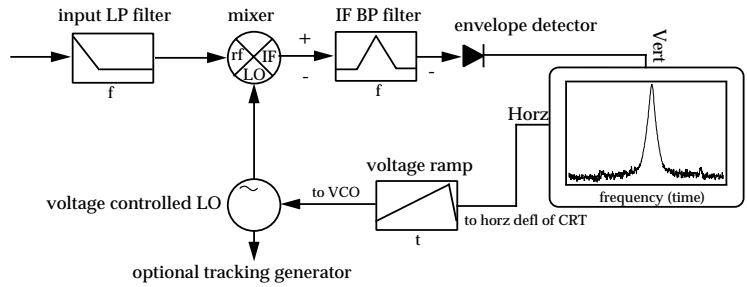 input LP filter
mixer
IF BP filter
envelope detector
Vert
rf
IF
LO
+
-
-
f
f
Horz
voltage ramp
frequency (time)
voltage controlled LO
to VCO
to horz defl of CRT
t
optional tracking generator